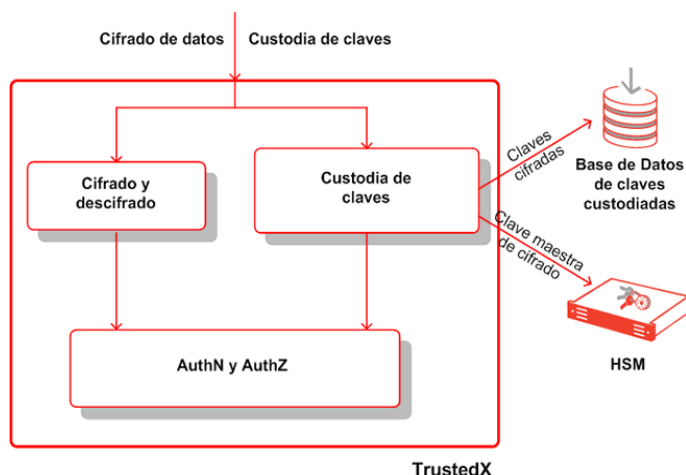 Cifrado de datos
Custodia de claves
Cifrado y
descifrado
Custodia de
claves
Claves
cifradas
Base de Datos
de claves
custodiadas
Clave maestra
de cifrado
HSM
AuthN y AuthZ
TrustedX